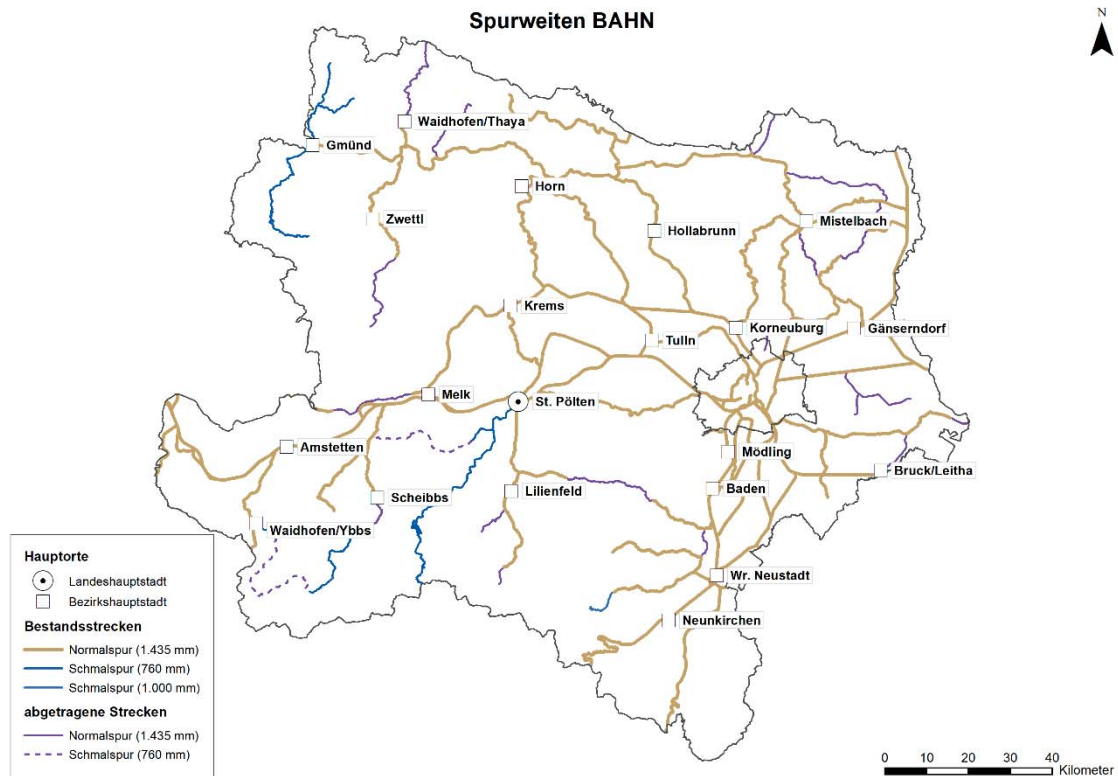 Spurweiten BAHN
N
Waidhofen/Thaya
Gmünd
Horn
Zwettl
Hollabrunn
Mistelbach
Krems
Korneuburg
Gänserndorf
Tulln
Melk
St. Pölten
Amstetten
Mödling
Bruck/Leitha
Baden
Scheibbs
Lilienfeld
Waidhofen/Ybbs
Wr. Neustadt
Neunkirchen
Hauptorte
Landeshauptstadt
Bezirkshauptstadt
Bestandsstrecken
Normalspur (1.435 mm)
Schmalspur (760 mm)
Schmalspur (1.000 mm)
abgetragene Strecken
Normalspur (1.435 mm)
Schmalspur (760 mm)
0 10 20 30 40
Kilometer